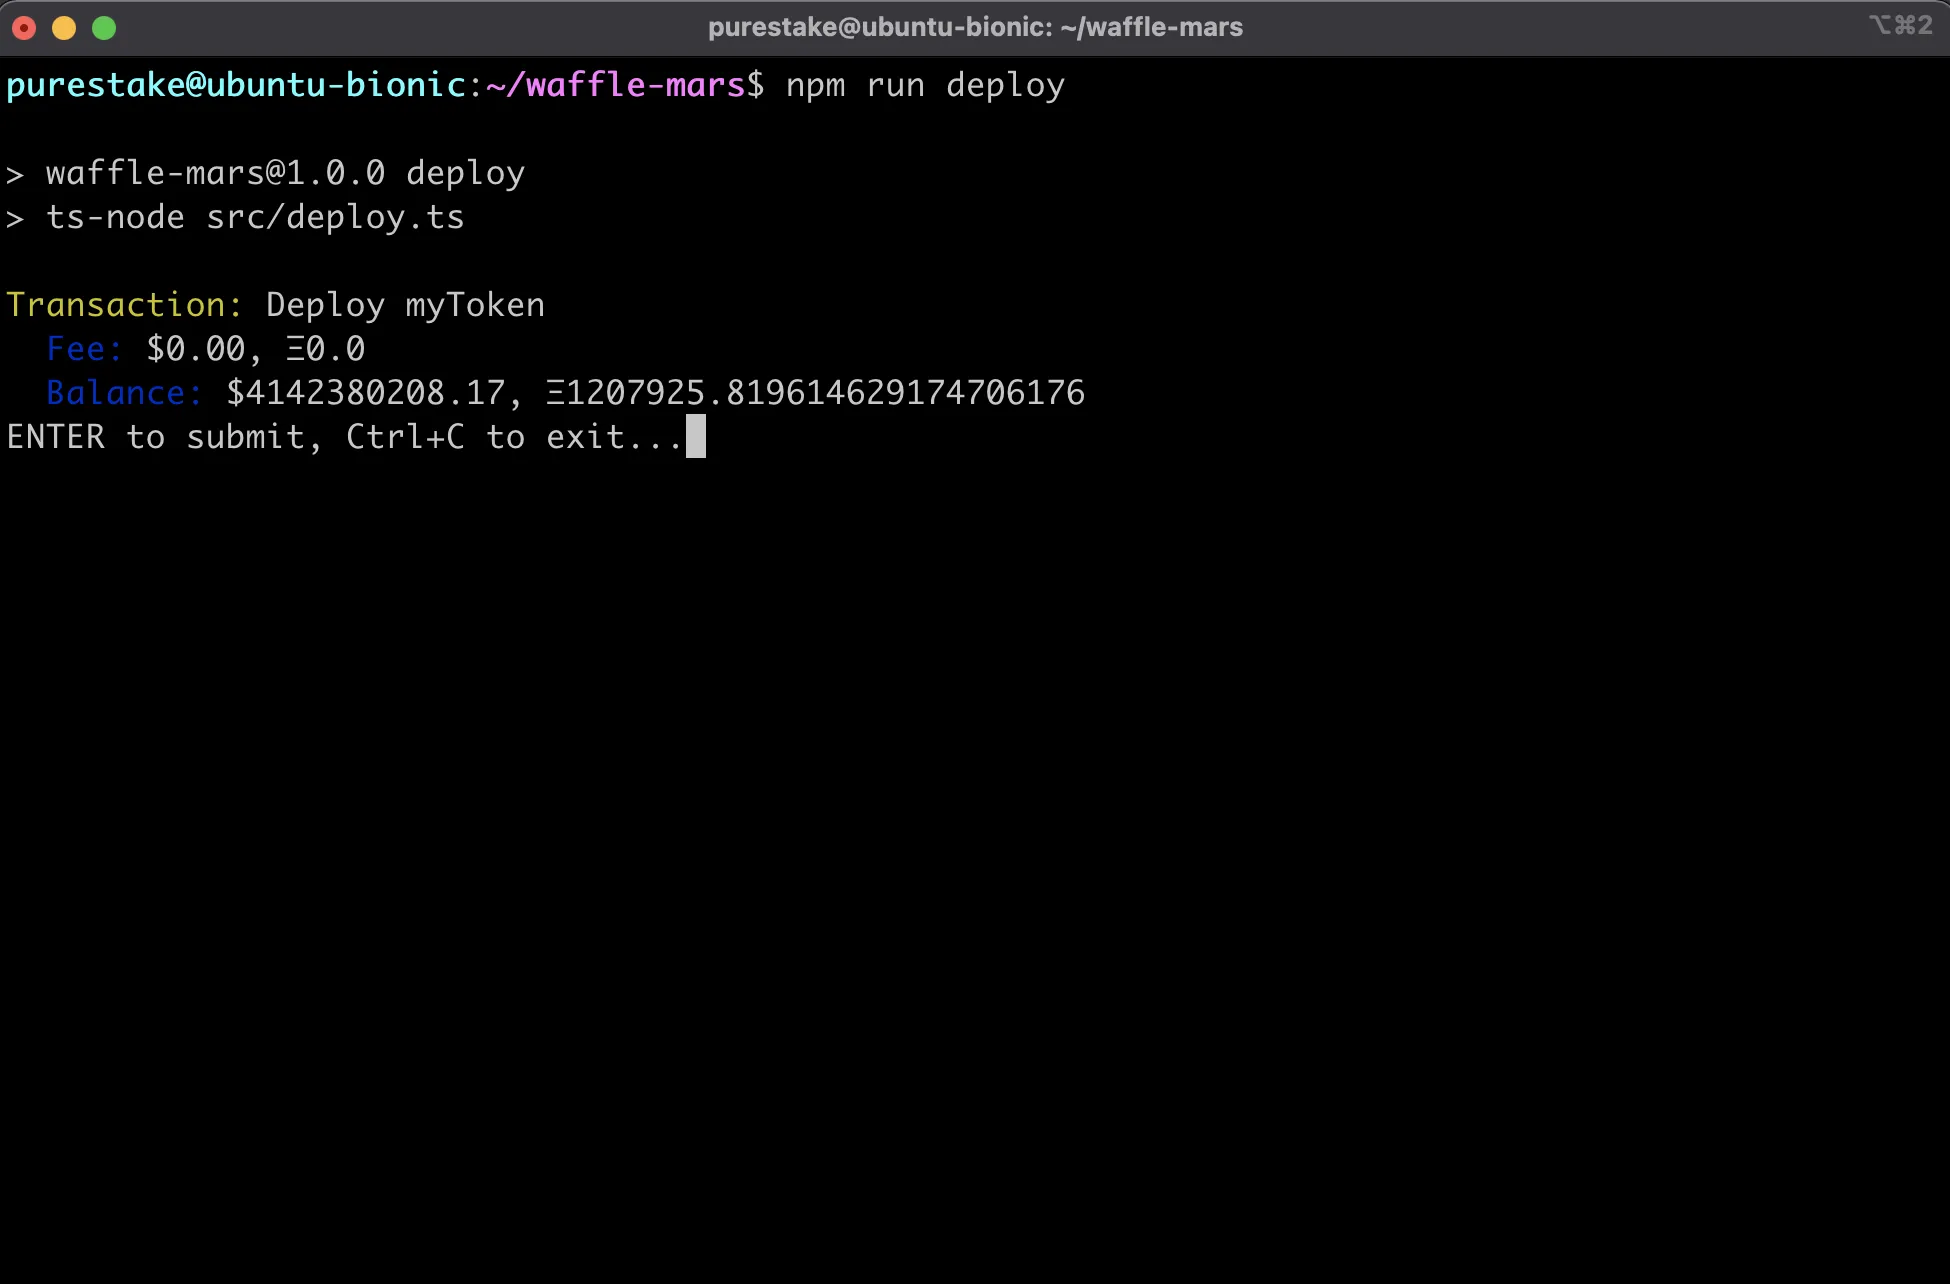 purestake@ubuntu-bionic: ~/waffle-mars
⌥⌘2
purestake@ubuntu-bionic:~/waffle-mars$ npm run deploy
> waffle-mars@1.0.0 deploy
> ts-node src/deploy.ts
Transaction: Deploy myToken
Fee: $0.00, Ξ0.0
Balance: $4142380208.17, Ξ1207925.819614629174706176
ENTER to submit, Ctrl+C to exit...